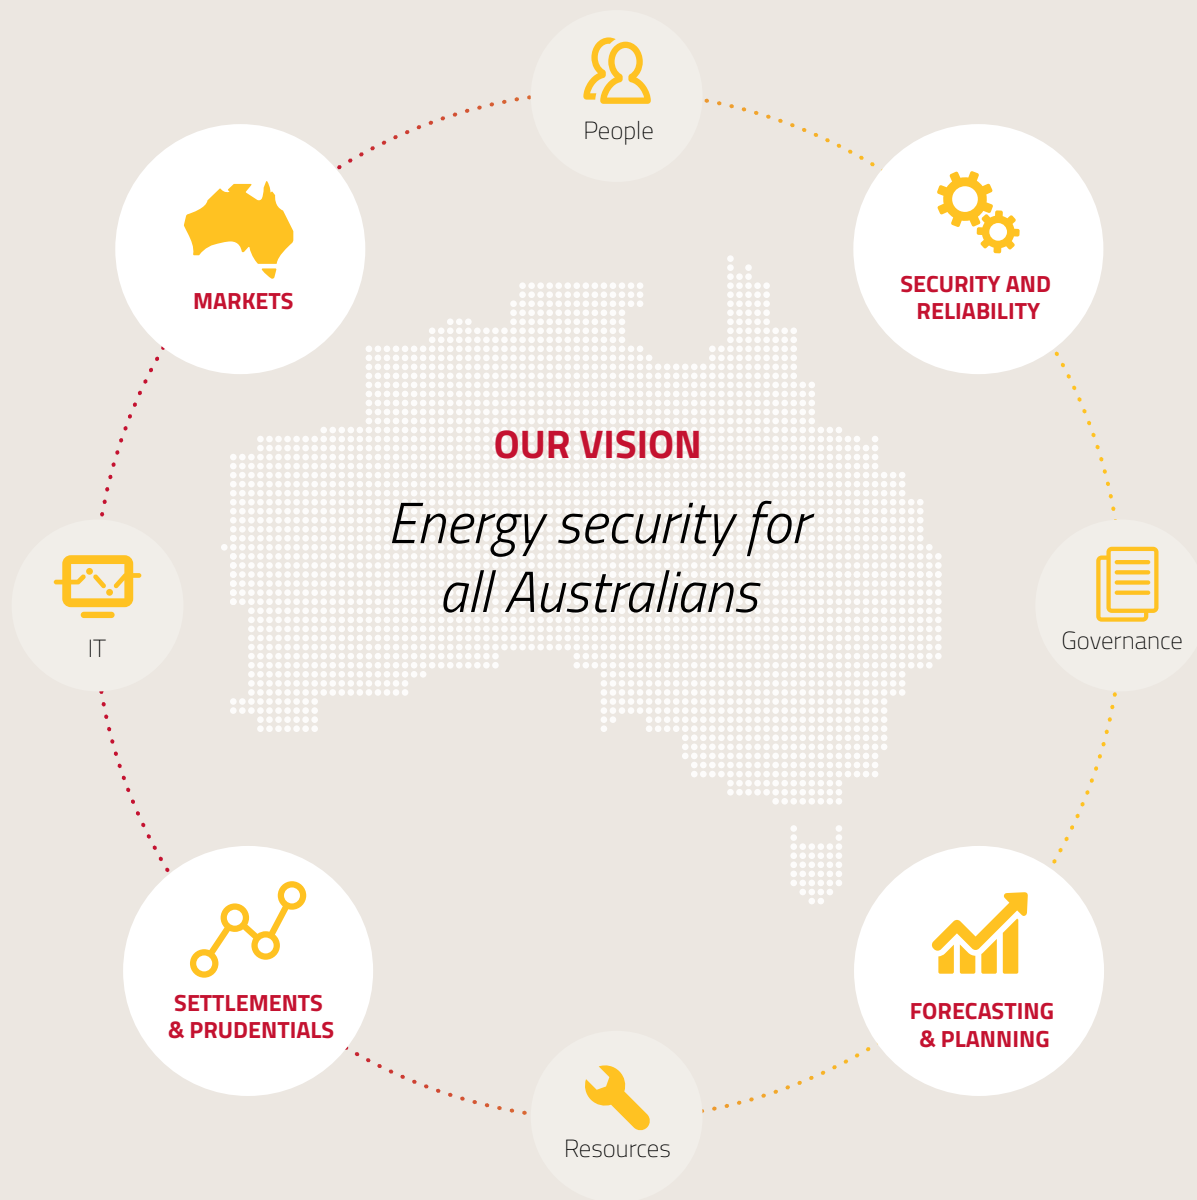 People
MARKETS
SECURITY AND
RELIABILITY
OUR VISION
Energy security for
all Australians
IT
Governance
SETTLEMENTS
& PRUDENTIALS
FORECASTING
& PLANNING
Resources